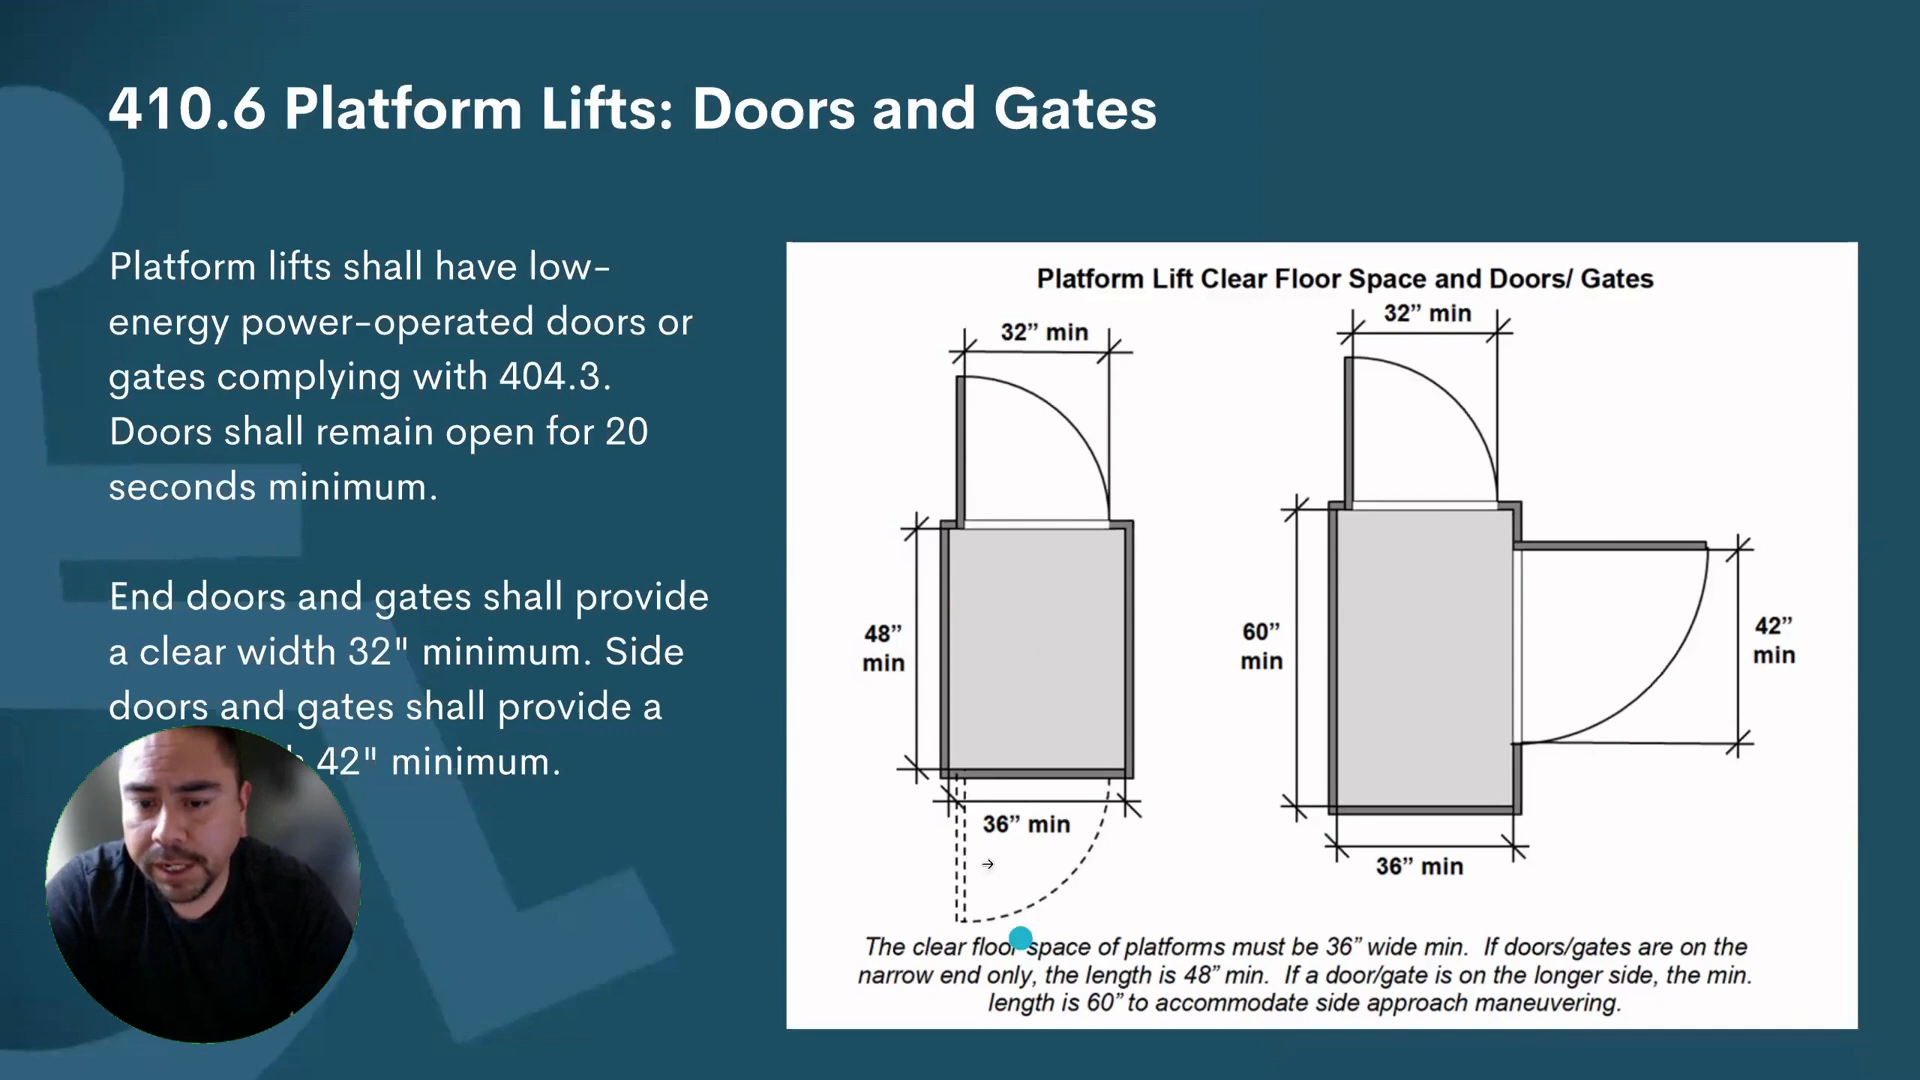 410.6 Platform Lifts: Doors and Gates
Platform lifts shall have low-
energy power-operated doors or
gates complying with 404.3.
Doors shall remain open for 20
seconds minimum.
End doors and gates shall provide
a clear width 32" minimum. Side
doors and gates shall provide a
42" minimum.
Platform Lift Clear Floor Space and Doors/ Gates
32” min
32” min
48”
min
60”
min
42”
min
36” min
36” min
The clear floor space of platforms must be 36” wide min. If doors/gates are on the
narrow end only, the length is 48” min. If a door/gate is on the longer side, the min.
length is 60” to accommodate side approach maneuvering.